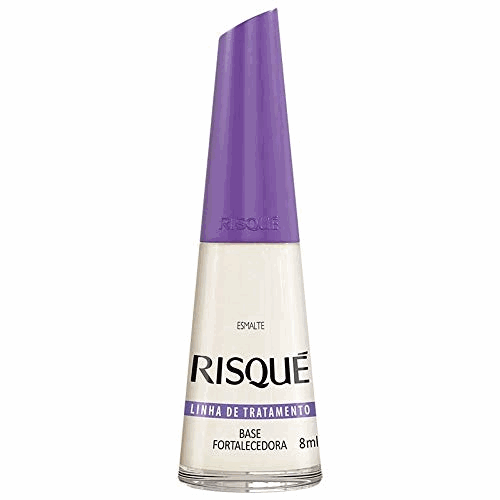 RISQUÉ
ESMALTE
RISQUÉ
LINHA DE TRATAMENTO
BASE
FORTALECEDORA 8ml